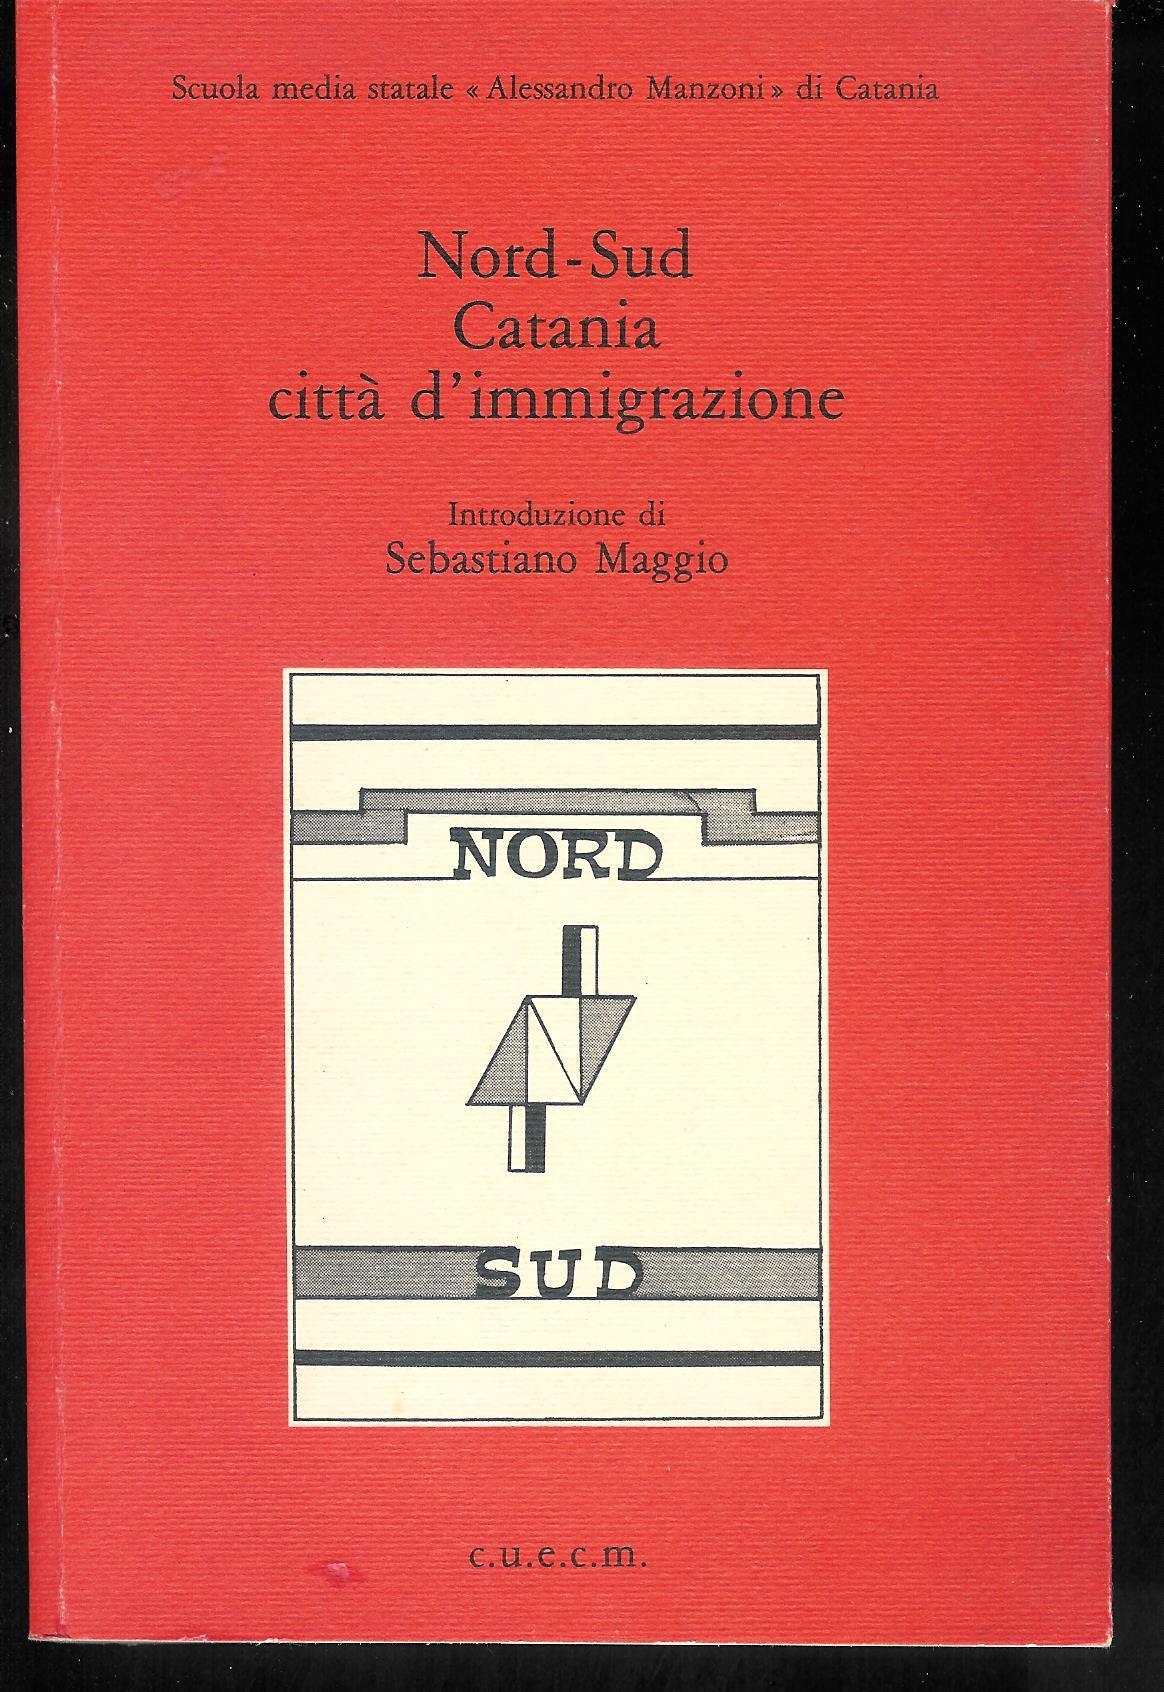 Scuola media statale « Alessandro Manzoni » di Catania
Nord-Sud
Catania
città d'immigrazione
Introduzione di
Sebastiano Maggio
NORD
SUD
c.u.e.c.m.